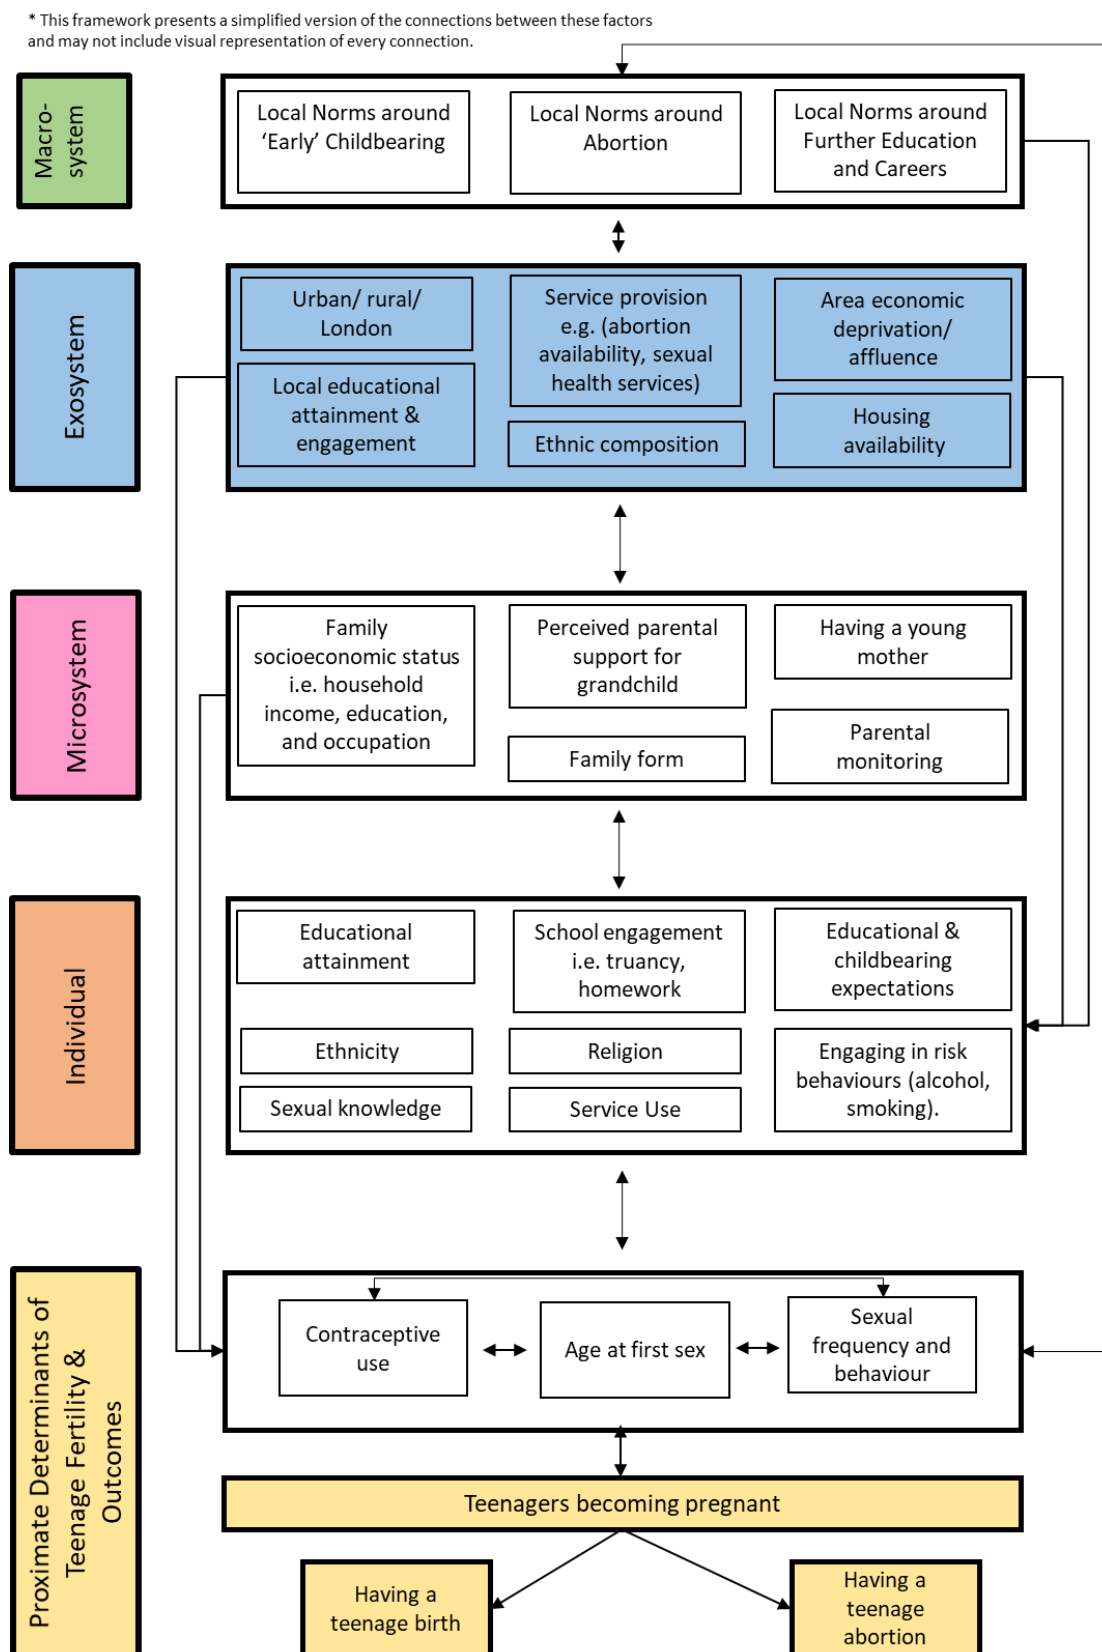 * This framework presents a simplified version of the connections between these factors
and may not include visual representation of every connection.
Macro-
system
Local Norms around
‘Early’ Childbearing
Local Norms around
Abortion
Local Norms around
Further Education
and Careers
Exosystem
Urban/ rural/
London
Service provision
e.g. (abortion
availability, sexual
health services)
Area economic
deprivation/
affluence
Local educational
attainment &
engagement
Ethnic composition
Housing
availability
Microsystem
Family
socioeconomic status
i.e. household
income, education,
and occupation
Perceived parental
support for
grandchild
Having a young
mother
Family form
Parental
monitoring
Individual
Educational
attainment
School engagement
i.e. truancy,
homework
Educational &
childbearing
expectations
Ethnicity
Religion
Engaging in risk
behaviours (alcohol,
smoking).
Sexual knowledge
Service Use
Proximate Determinants of
Teenage Fertility &
Outcomes
Contraceptive
use
Age at first sex
Sexual
frequency and
behaviour
Teenagers becoming pregnant
Having a
teenage birth
Having a
teenage
abortion